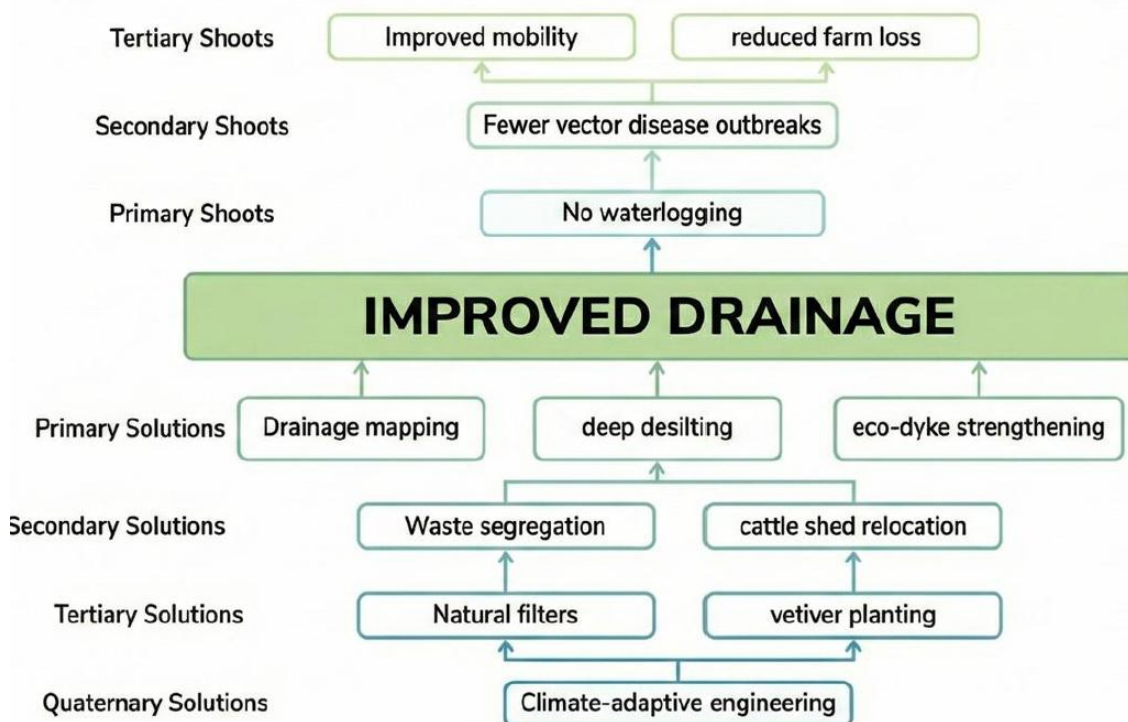 Tertiary Shoots
Improved mobility
reduced farm loss
Secondary Shoots
Fewer vector disease outbreaks
Primary Shoots
No waterlogging
IMPROVED DRAINAGE
Primary Solutions
Drainage mapping
deep desilting
eco-dyke strengthening
Secondary Solutions
Waste segregation
cattle shed relocation
Tertiary Solutions
Natural filters
vetiver planting
Quaternary Solutions
Climate-adaptive engineering